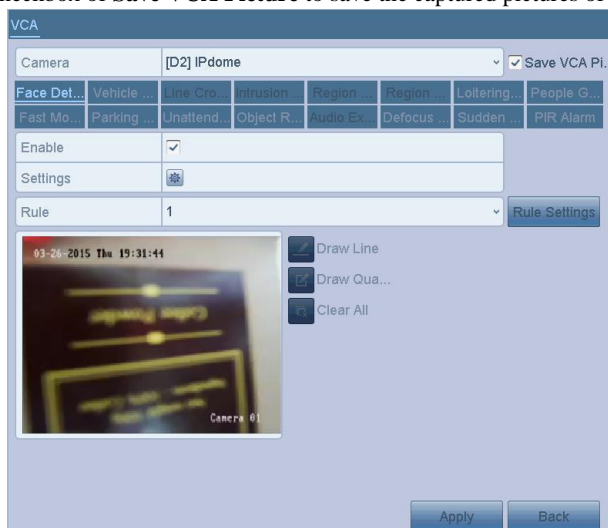 checkbox of Save VCA Picture to save the captured pictures of
VCA
Camera [D2] IPdome Save VCA Pi.
Face Det... Vehicle ... Line Cro... Intrusion ... Region ... Region ... Loitering... People G...
Fast Mo... Parking ... Unattend... Object R... Audio Ex... Defocus ... Sudden ... PIR Alarm
Enable
Settings
Rule 1 Rule Settings
03-26-2015 Thu 19:31:44
Draw Line
Draw Qua...
Clear All
Camera 01
Apply Back